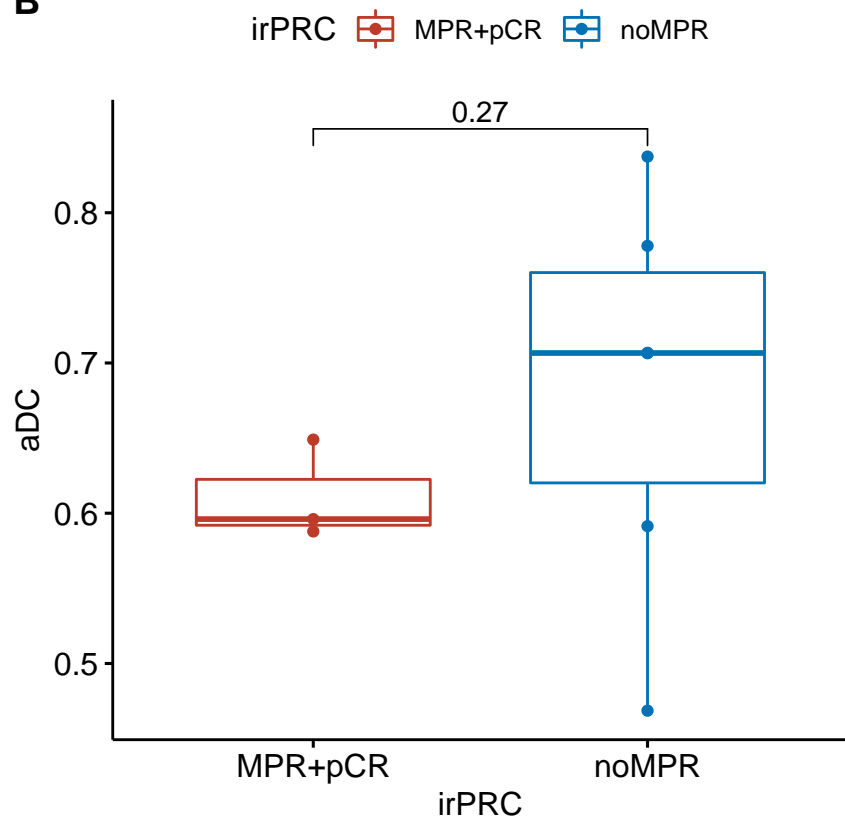 B
irPRC MPR+pCR noMPR
0.27
0.8
0.7
0.6
0.5
aDC
MPR+pCR noMPR
irPRC